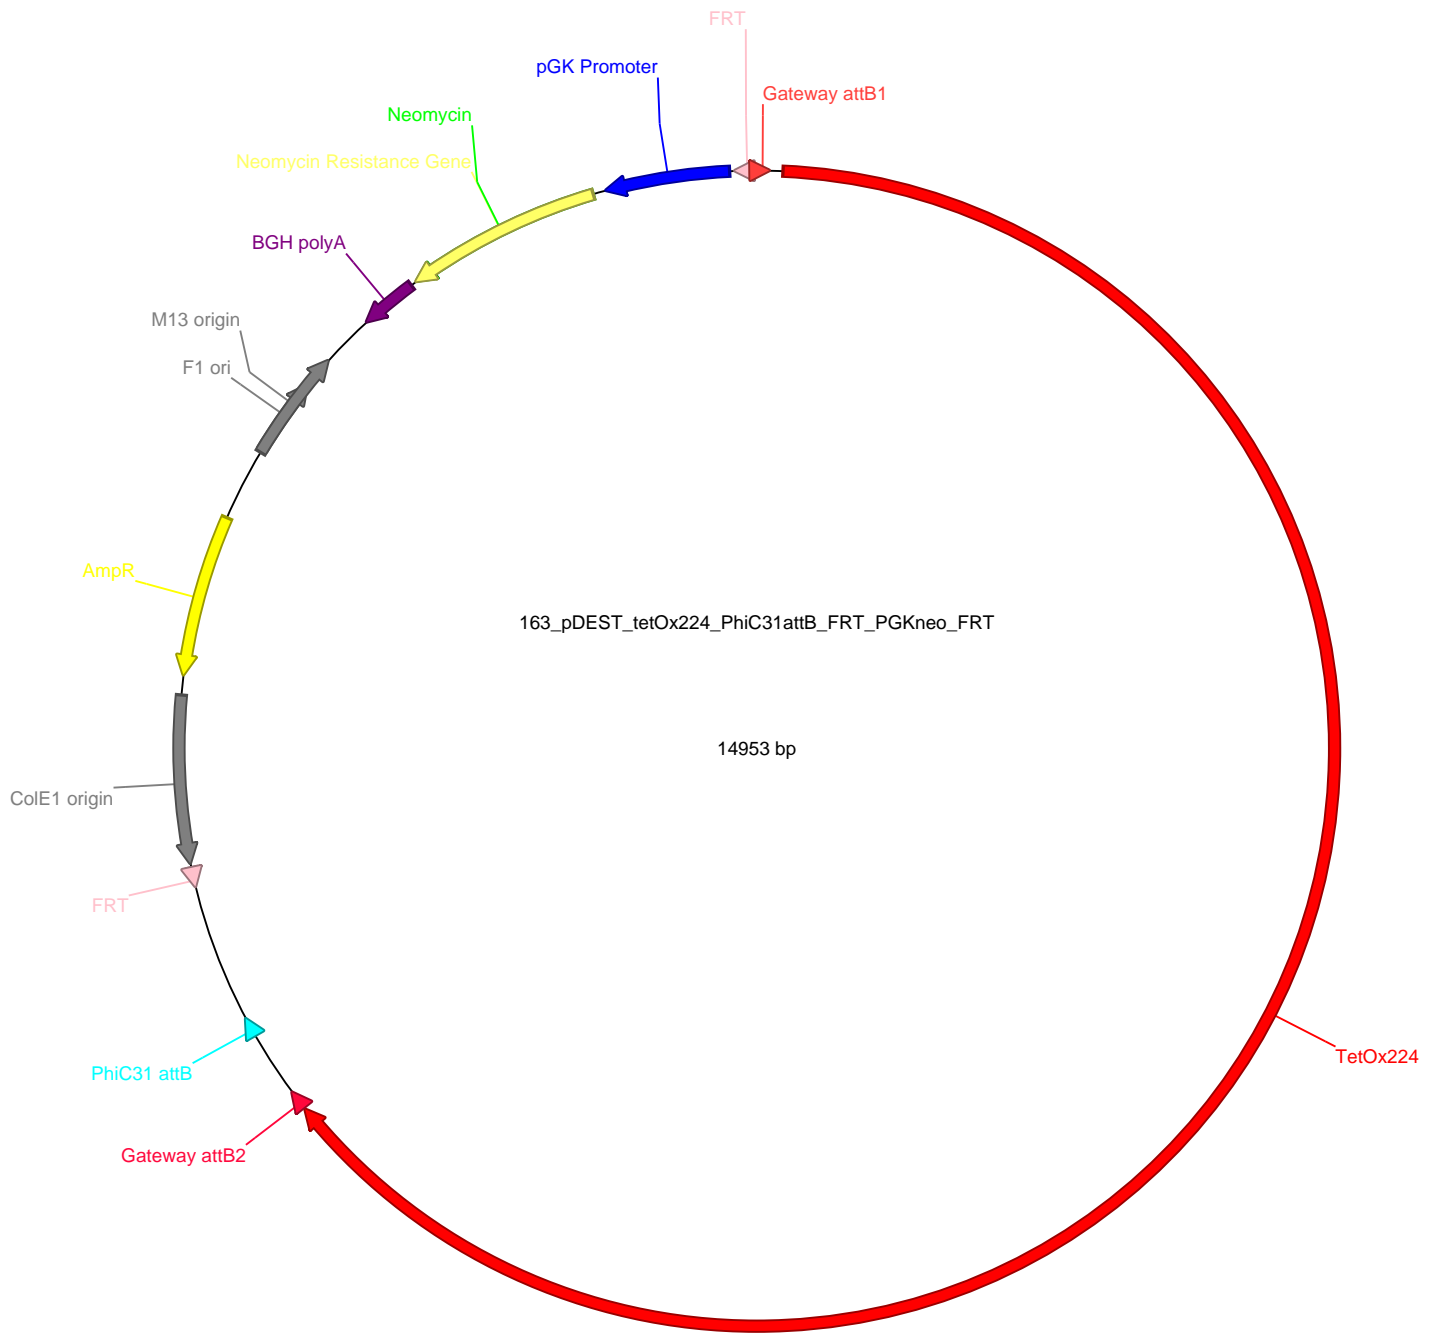 FRT
pGK Promoter
Gateway attB1
Neomycin
Neomycin Resistance Gene
BGH polyA
M13 origin
F1 ori
AmpR
163_pDEST_tetOx224_PhiC31attB_FRT_PGKneo_FRT
14953 bp
ColE1 origin
FRT
TetOx224
PhiC31 attB
Gateway attB2